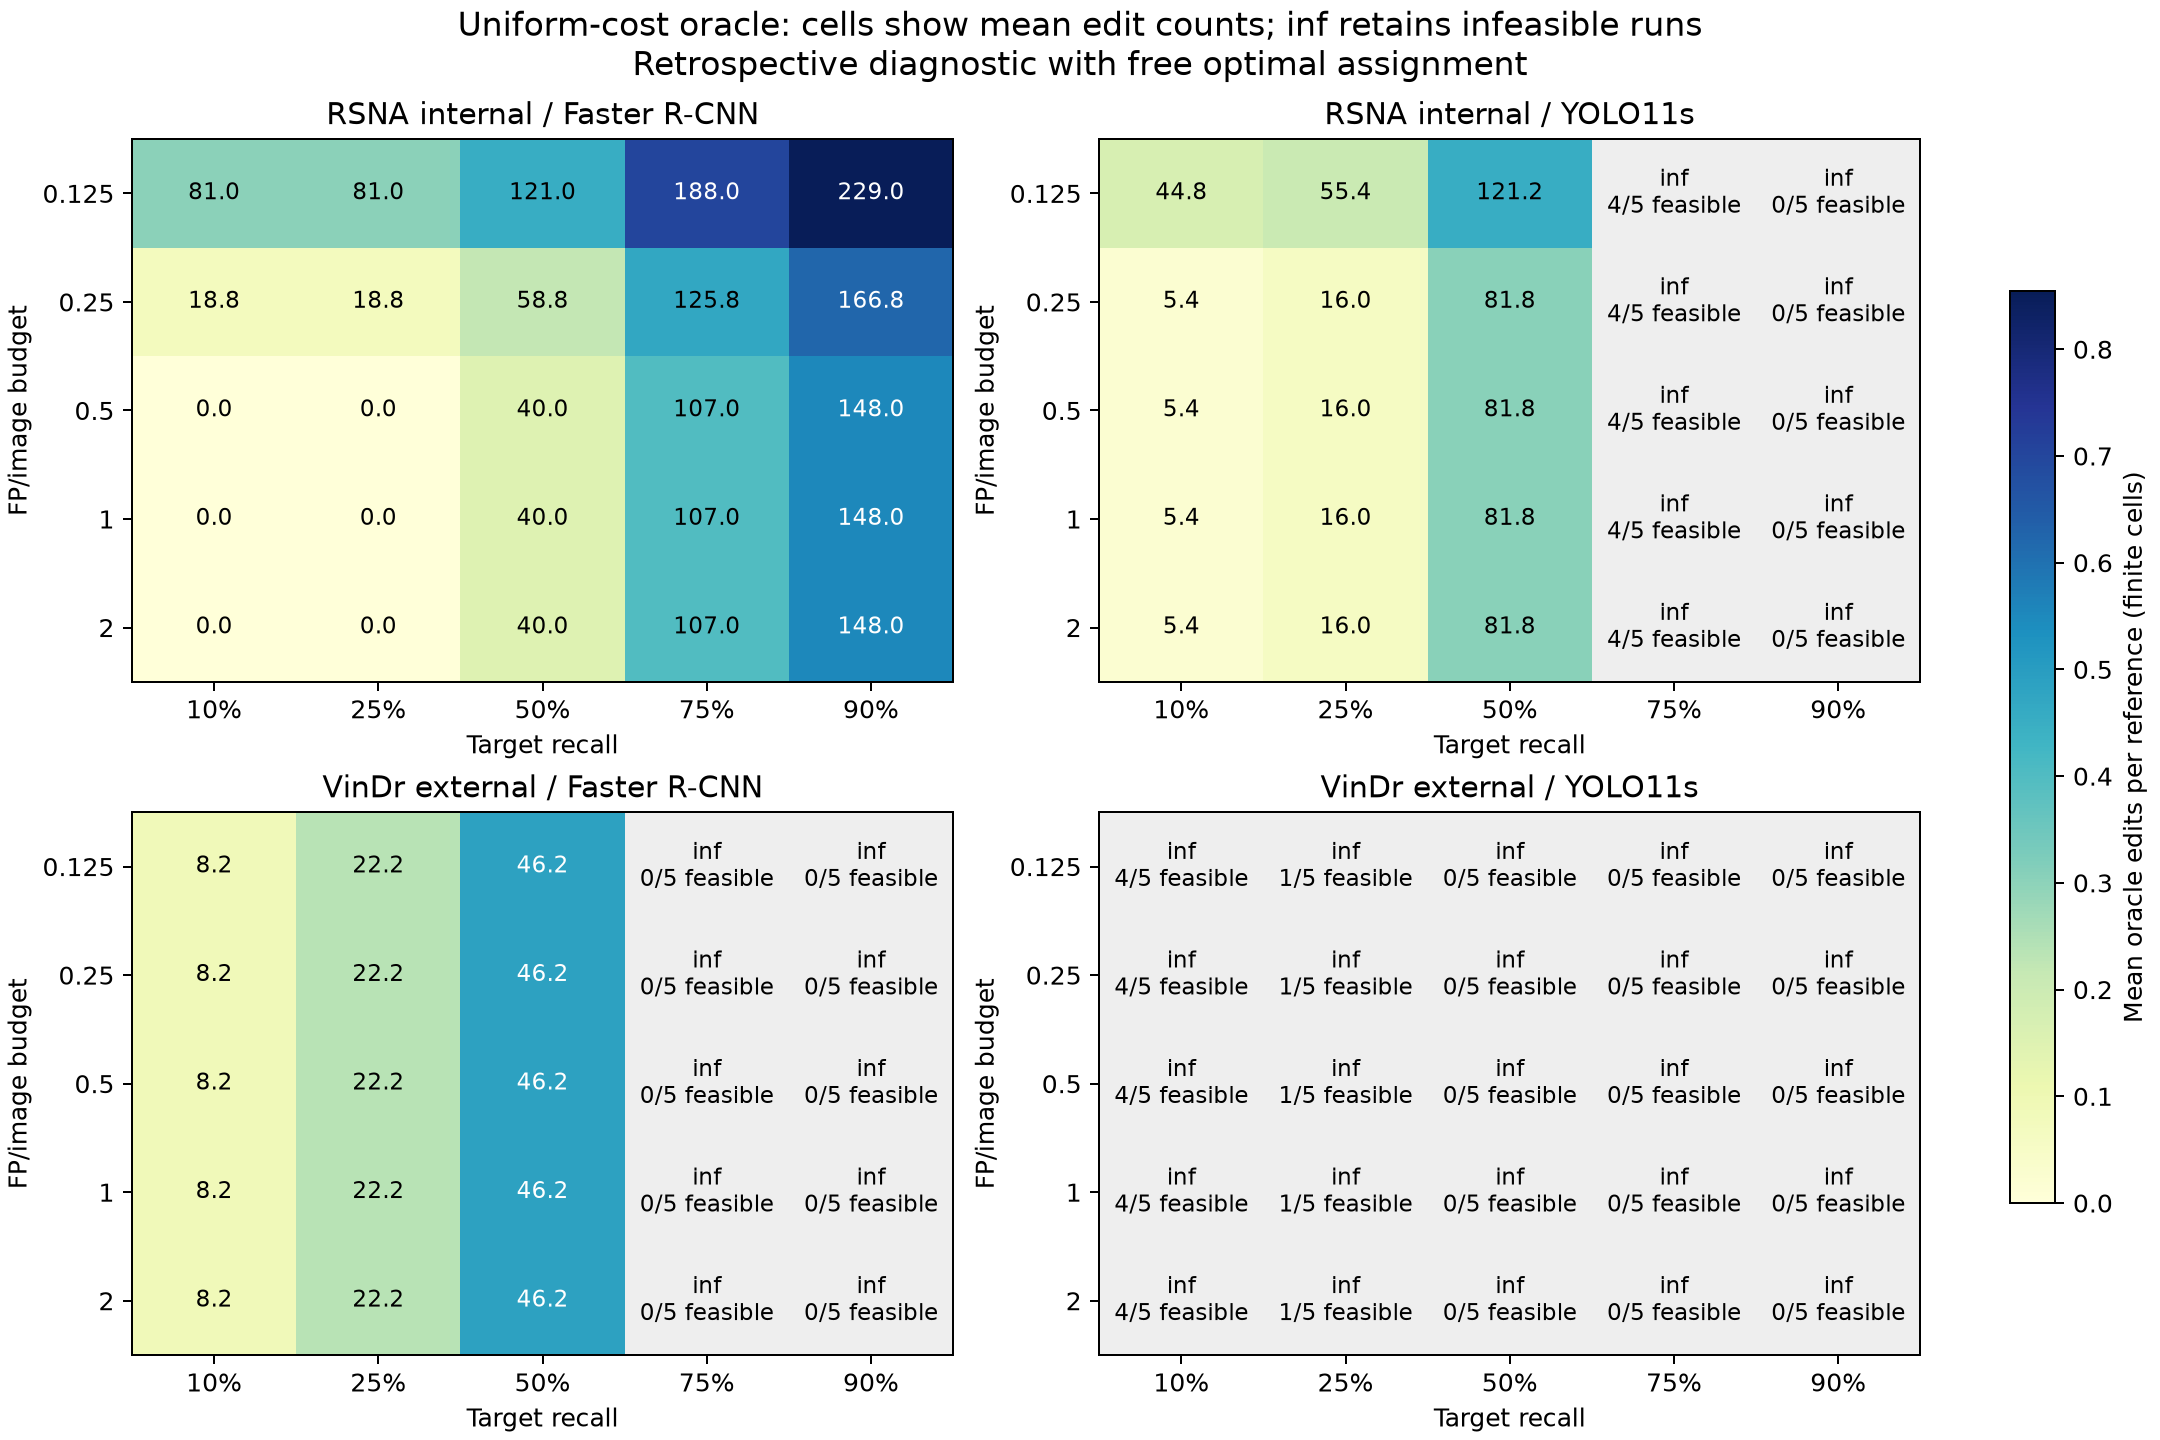 Uniform-cost oracle: cells show mean edit counts; inf retains infeasible runs
Retrospective diagnostic with free optimal assignment
RSNA internal / Faster R-CNN
FP/image budget
0.125 81.0 81.0 121.0 188.0 229.0
0.25 18.8 18.8 58.8 125.8 166.8
0.5 0.0 0.0 40.0 107.0 148.0
1 0.0 0.0 40.0 107.0 148.0
2 0.0 0.0 40.0 107.0 148.0
10% 25% 50% 75% 90%
Target recall
RSNA internal / YOLO11s
FP/image budget
inf inf
0.125 44.8 55.4 121.2 4/5 feasible 0/5 feasible
inf inf
0.25 5.4 16.0 81.8 4/5 feasible 0/5 feasible
inf inf
0.5 5.4 16.0 81.8 4/5 feasible 0/5 feasible
inf inf
1 5.4 16.0 81.8 4/5 feasible 0/5 feasible
inf inf
2 5.4 16.0 81.8 4/5 feasible 0/5 feasible
10% 25% 50% 75% 90%
Target recall
VinDr external / Faster R-CNN
FP/image budget
inf inf
0.125 8.2 22.2 46.2 0/5 feasible 0/5 feasible
inf inf
0.25 8.2 22.2 46.2 0/5 feasible 0/5 feasible
inf inf
0.5 8.2 22.2 46.2 0/5 feasible 0/5 feasible
inf inf
1 8.2 22.2 46.2 0/5 feasible 0/5 feasible
inf inf
2 8.2 22.2 46.2 0/5 feasible 0/5 feasible
10% 25% 50% 75% 90%
Target recall
VinDr external / YOLO11s
FP/image budget
inf inf inf inf inf
0.125 4/5 feasible 1/5 feasible 0/5 feasible 0/5 feasible 0/5 feasible
inf inf inf inf inf
0.25 4/5 feasible 1/5 feasible 0/5 feasible 0/5 feasible 0/5 feasible
inf inf inf inf inf
0.5 4/5 feasible 1/5 feasible 0/5 feasible 0/5 feasible 0/5 feasible
inf inf inf inf inf
1 4/5 feasible 1/5 feasible 0/5 feasible 0/5 feasible 0/5 feasible
inf inf inf inf inf
2 4/5 feasible 1/5 feasible 0/5 feasible 0/5 feasible 0/5 feasible
10% 25% 50% 75% 90%
Target recall
0.8
0.7
0.6
0.5
0.4
0.3
0.2
0.1
0.0
Mean oracle edits per reference (finite cells)